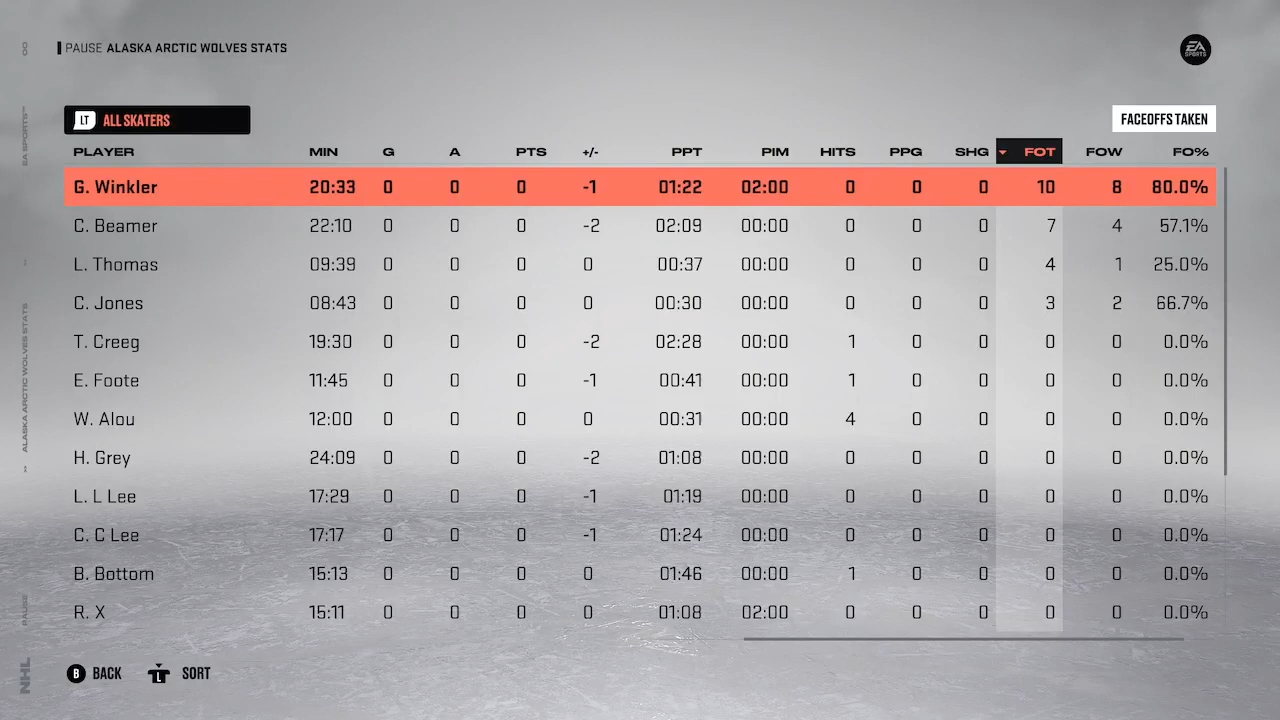 PAUSE ALASKA ARCTIC WOLVES STATS
EA SPORTS
LT ALL SKATERS
FACEOFFS TAKEN
PLAYER MIN G A PTS +/- PPT PIM HITS PPG SHG FOT FOW FO%
G. Winkler 20:33 0 0 0 -1 01:22 02:00 0 0 0 10 8 80.0%
C. Beamer 22:10 0 0 0 -2 02:09 00:00 0 0 0 7 4 57.1%
L. Thomas 09:39 0 0 0 0 00:37 00:00 0 0 0 4 1 25.0%
C. Jones 08:43 0 0 0 0 00:30 00:00 0 0 0 3 2 66.7%
T. Creeg 19:30 0 0 0 -2 02:28 00:00 1 0 0 0 0 0.0%
E. Foote 11:45 0 0 0 -1 00:41 00:00 1 0 0 0 0 0.0%
W. Alou 12:00 0 0 0 0 00:31 00:00 4 0 0 0 0 0.0%
H. Grey 24:09 0 0 0 -2 01:08 00:00 0 0 0 0 0 0.0%
L. L Lee 17:29 0 0 0 -1 01:19 00:00 0 0 0 0 0 0.0%
C. C Lee 17:17 0 0 0 -1 01:24 00:00 0 0 0 0 0 0.0%
B. Bottom 15:13 0 0 0 0 01:46 00:00 1 0 0 0 0 0.0%
R. X 15:11 0 0 0 0 01:08 02:00 0 0 0 0 0 0.0%
B BACK L SORT
NHL PAUSE ALASKA ARCTIC WOLVES STATS EA SPORTS™